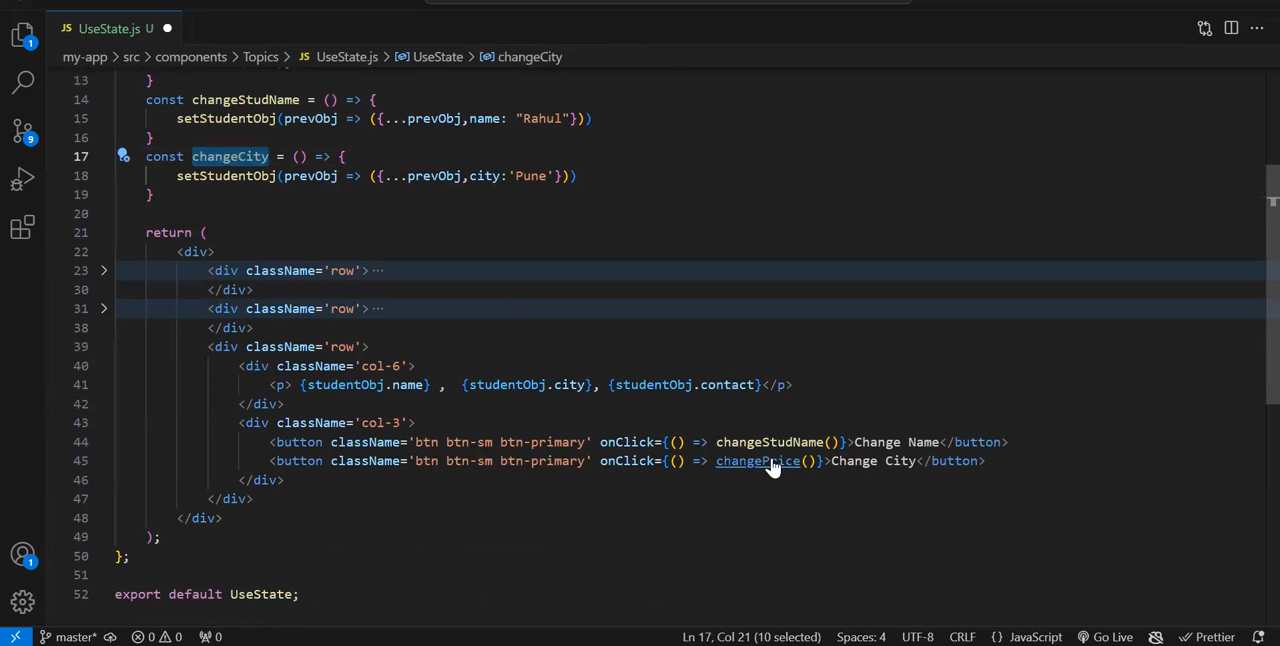 JS UseState.js U
my-app > src > components > Topics > JS UseState.js > UseState > changeCity
13 }
14 const changeStudName = () => {
15 setStudentObj(prevObj => ({...prevObj,name: "Rahul"}))
16 }
17 const changeCity = () => {
18 setStudentObj(prevObj => ({...prevObj,city:'Pune'}))
19 }
20
21 return (
22 <div>
23 <div className='row'>...
30 </div>
31 <div className='row'>...
38 </div>
39 <div className='row'>
40 <div className='col-6'>
41 <p> {studentObj.name} , {studentObj.city}, {studentObj.contact}</p>
42 </div>
43 <div className='col-3'>
44 <button className='btn btn-sm btn-primary' onClick={() => changeStudName()}>Change Name</button>
45 <button className='btn btn-sm btn-primary' onClick={() => changePrice()}>Change City</button>
46 </div>
47 </div>
48 </div>
49 );
50 };
51
52 export default UseState;
1
9
1
master* 0 0 0 Ln 17, Col 21 (10 selected) Spaces: 4 UTF-8 CRLF {} JavaScript Go Live Prettier